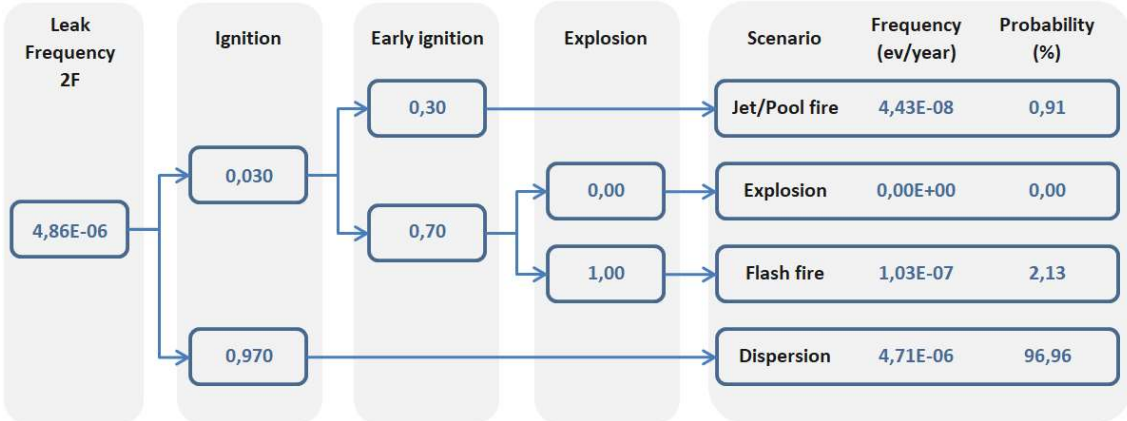 Leak
Frequency
2F
Ignition
Early ignition
Explosion
Scenario
Frequency
(ev/year)
Probability
(%)
0,30
Jet/Pool fire
4,43E-08
0,91
0,030
0,00
Explosion
0,00E+00
0,00
4,86E-06
0,70
1,00
Flash fire
1,03E-07
2,13
0,970
Dispersion
4,71E-06
96,96